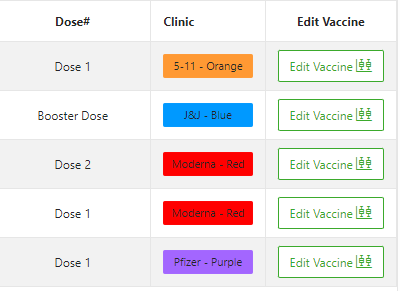 Dose# Clinic Edit Vaccine
Dose 1 5-11 - Orange Edit Vaccine
Booster Dose J&J - Blue Edit Vaccine
Dose 2 Moderna - Red Edit Vaccine
Dose 1 Moderna - Red Edit Vaccine
Dose 1 Pfizer - Purple Edit Vaccine